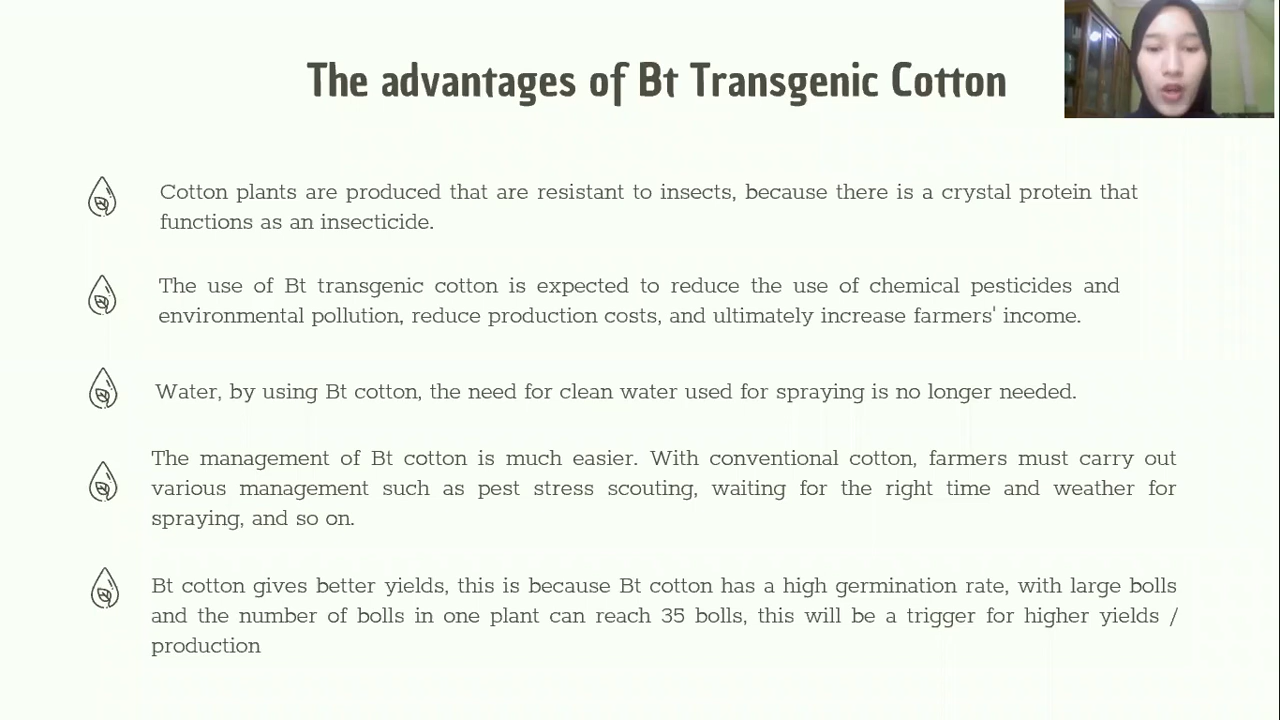 The advantages of Bt Transgenic Cotton
Cotton plants are produced that are resistant to insects, because there is a crystal protein that
functions as an insecticide.
The use of Bt transgenic cotton is expected to reduce the use of chemical pesticides and
environmental pollution, reduce production costs, and ultimately increase farmers' income.
Water, by using Bt cotton, the need for clean water used for spraying is no longer needed.
The management of Bt cotton is much easier. With conventional cotton, farmers must carry out
various management such as pest stress scouting, waiting for the right time and weather for
spraying, and so on.
Bt cotton gives better yields, this is because Bt cotton has a high germination rate, with large bolls
and the number of bolls in one plant can reach 35 bolls, this will be a trigger for higher yields /
production